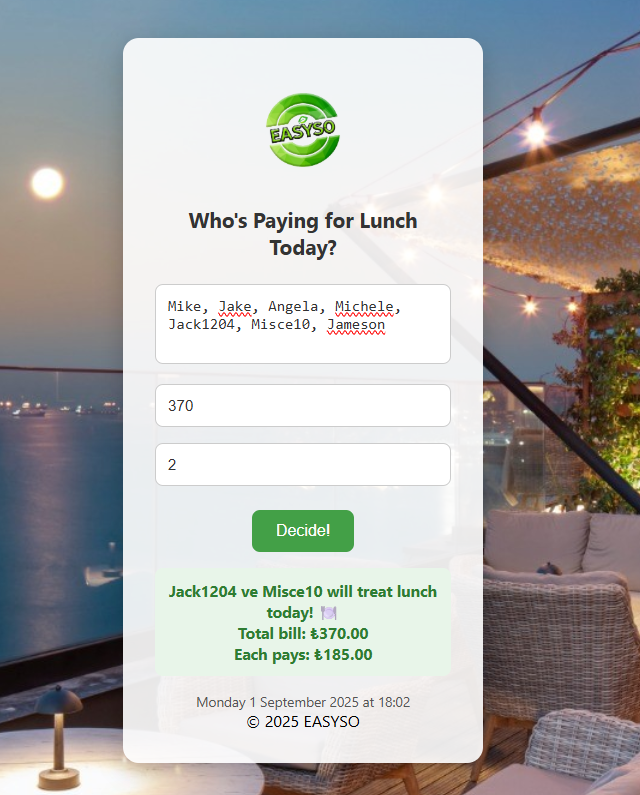 EASYSO
Who's Paying for Lunch
Today?
Mike, Jake, Angela, Michele,
Jack1204, Misce10, Jameson
370
2
Decide!
Jack1204 ve Misce10 will treat lunch
today! 🍽️
Total bill: ₺370.00
Each pays: ₺185.00
Monday 1 September 2025 at 18:02
© 2025 EASYSO